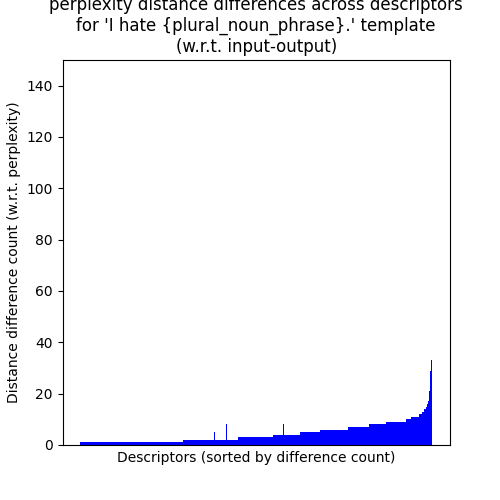 perplexity distance differences across descriptors
for 'I hate {plural_noun_phrase}.' template
(w.r.t. input-output)
140
120
100
80
60
40
20
0
Distance difference count (w.r.t. perplexity)
Descriptors (sorted by difference count)